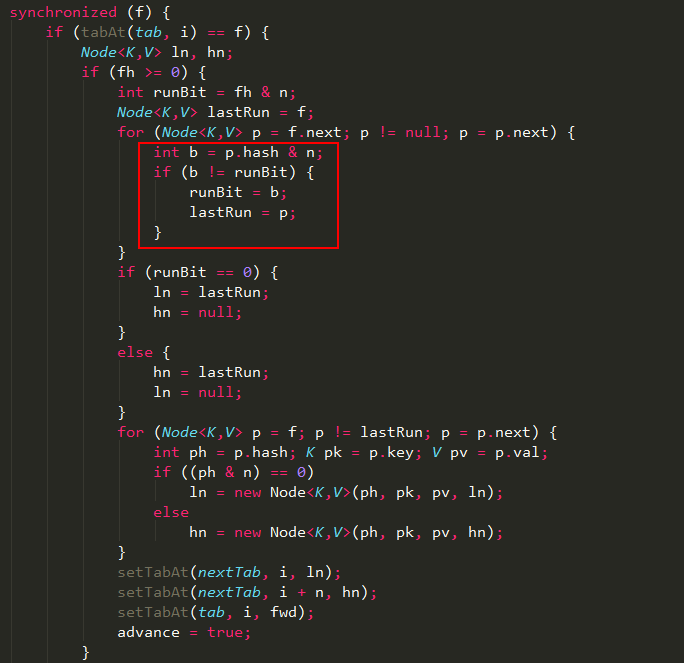 synchronized (f) {
if (tabAt(tab, i) == f) {
Node<K,V> ln, hn;
if (fh >= 0) {
int runBit = fh & n;
Node<K,V> lastRun = f;
for (Node<K,V> p = f.next; p != null; p = p.next) {
int b = p.hash & n;
if (b != runBit) {
runBit = b;
lastRun = p;
}
}
if (runBit == 0) {
ln = lastRun;
hn = null;
}
else {
hn = lastRun;
ln = null;
}
for (Node<K,V> p = f; p != lastRun; p = p.next) {
int ph = p.hash; K pk = p.key; V pv = p.val;
if ((ph & n) == 0)
ln = new Node<K,V>(ph, pk, pv, ln);
else
hn = new Node<K,V>(ph, pk, pv, hn);
}
setTabAt(nextTab, i, ln);
setTabAt(nextTab, i + n, hn);
setTabAt(tab, i, fwd);
advance = true;
}